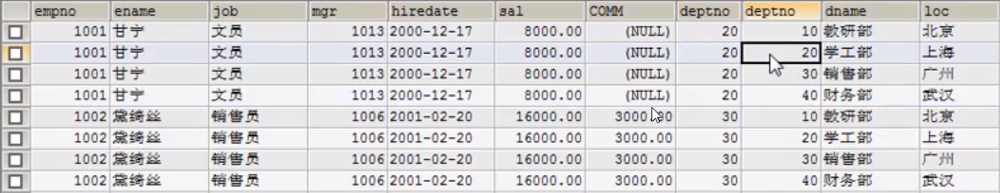 empno ename job mgr hiredate sal COMM deptno deptno dname loc
1001 甘宁 文员 1013 2000-12-17 8000.00 (NULL) 20 10 教研部 北京
1001 甘宁 文员 1013 2000-12-17 8000.00 (NULL) 20 20 学工部 上海
1001 甘宁 文员 1013 2000-12-17 8000.00 (NULL) 20 30 销售部 广州
1001 甘宁 文员 1013 2000-12-17 8000.00 (NULL) 20 40 财务部 武汉
1002 黛绮丝 销售员 1006 2001-02-20 16000.00 3000.00 30 10 教研部 北京
1002 黛绮丝 销售员 1006 2001-02-20 16000.00 3000.00 30 20 学工部 上海
1002 黛绮丝 销售员 1006 2001-02-20 16000.00 3000.00 30 30 销售部 广州
1002 黛绮丝 销售员 1006 2001-02-20 16000.00 3000.00 30 40 财务部 武汉